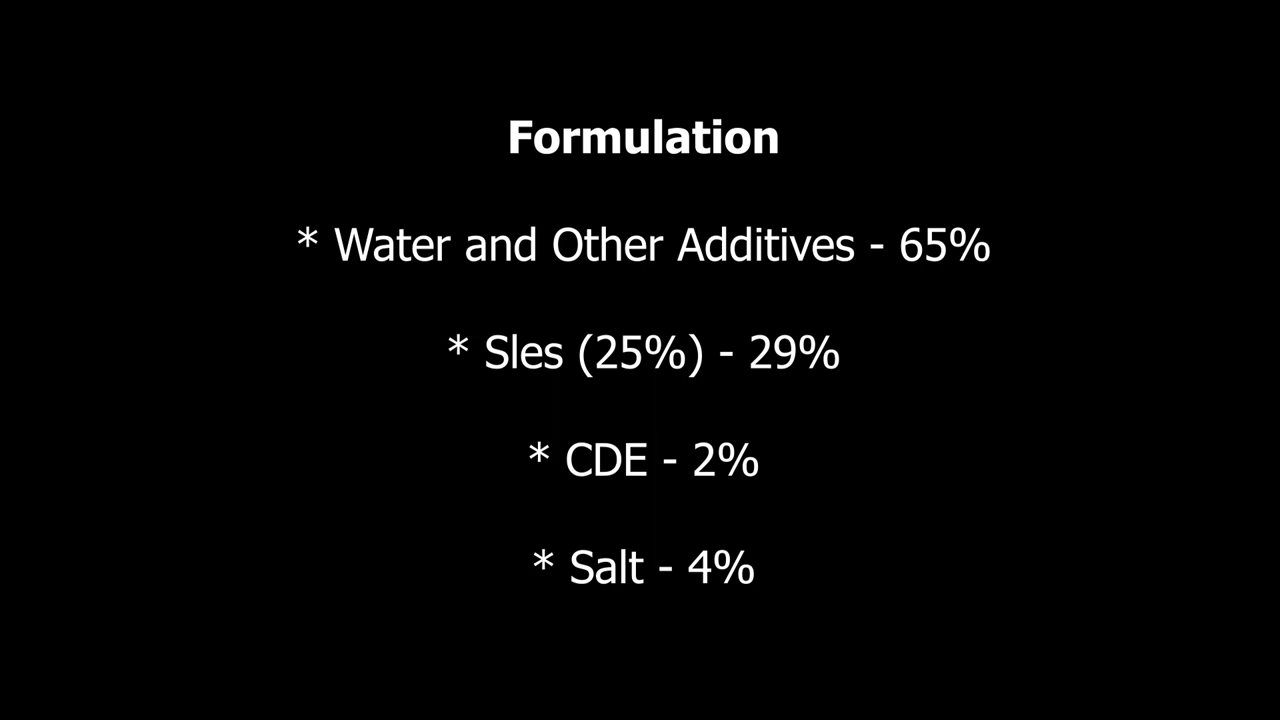 Formulation
* Water and Other Additives - 65%
* Sles (25%) - 29%
* CDE - 2%
* Salt - 4%